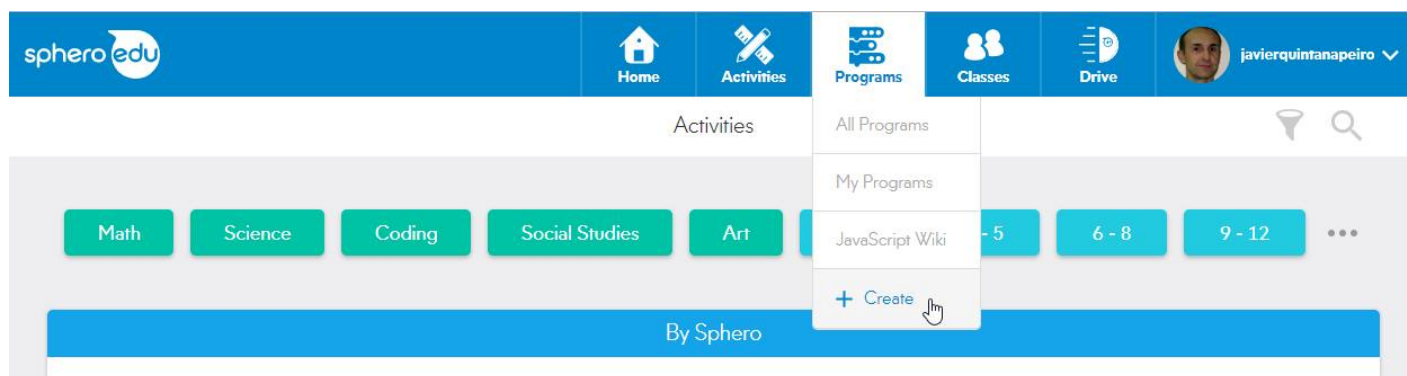 sphero edu
Home
Activities
Programs
Classes
Drive
javierquintanapeiro
Activities
All Programs
My Programs
JavaScript Wiki
+ Create
Math
Science
Coding
Social Studies
Art
- 5
6 - 8
9 - 12
By Sphero